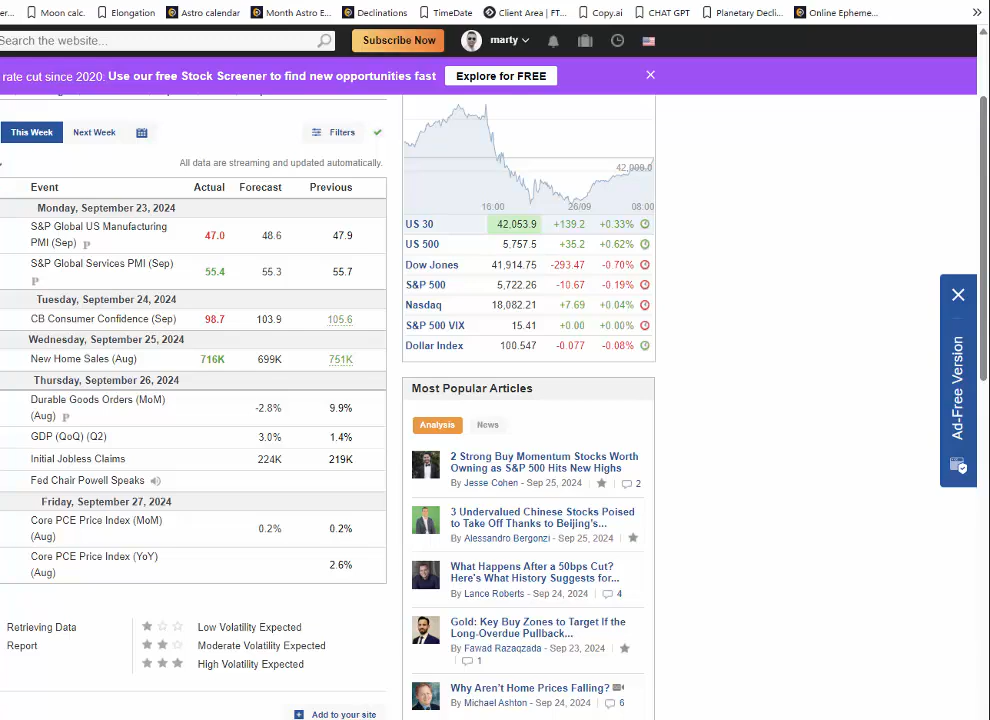 er...
Moon calc.
Elongation
Astro calendar
Month Astro E...
Declinations
TimeDate
Client Area | FT...
Copy.ai
CHAT GPT
Planetary Decli...
Online Epheme...
Search the website...
Subscribe Now
marty
rate cut since 2020. Use our free Stock Screener to find new opportunities fast
Explore for FREE
This Week
Next Week
Filters
All data are streaming and updated automatically.
Event Actual Forecast Previous
Monday, September 23, 2024
S&P Global US Manufacturing
PMI (Sep) P 47.0 48.6 47.9
S&P Global Services PMI (Sep)
P 55.4 55.3 55.7
Tuesday, September 24, 2024
CB Consumer Confidence (Sep) 98.7 103.9 105.6
Wednesday, September 25, 2024
New Home Sales (Aug) 716K 699K 751K
Thursday, September 26, 2024
Durable Goods Orders (MoM)
(Aug) P -2.8% 9.9%
GDP (QoQ) (Q2) 3.0% 1.4%
Initial Jobless Claims 224K 219K
Fed Chair Powell Speaks
Friday, September 27, 2024
Core PCE Price Index (MoM)
(Aug) 0.2% 0.2%
Core PCE Price Index (YoY)
(Aug) 2.6%
Retrieving Data
Report
Low Volatility Expected
Moderate Volatility Expected
High Volatility Expected
Add to your site
42,000.0
16:00 26/09 08:00
US 30 42,053.9 +139.2 +0.33%
US 500 5,757.5 +35.2 +0.62%
Dow Jones 41,914.75 -293.47 -0.70%
S&P 500 5,722.26 -10.67 -0.19%
Nasdaq 18,082.21 +7.69 +0.04%
S&P 500 VIX 15.41 +0.00 +0.00%
Dollar Index 100.547 -0.077 -0.08%
Most Popular Articles
Analysis
News
2 Strong Buy Momentum Stocks Worth
Owning as S&P 500 Hits New Highs
By Jesse Cohen - Sep 25, 2024 2
3 Undervalued Chinese Stocks Poised
to Take Off Thanks to Beijing's...
By Alessandro Bergonzi - Sep 25, 2024
What Happens After a 50bps Cut?
Here's What History Suggests for...
By Lance Roberts - Sep 24, 2024 4
Gold: Key Buy Zones to Target If the
Long-Overdue Pullback...
By Fawad Razaqzada - Sep 23, 2024
1
Why Aren't Home Prices Falling?
By Michael Ashton - Sep 24, 2024 6
Ad-Free Version